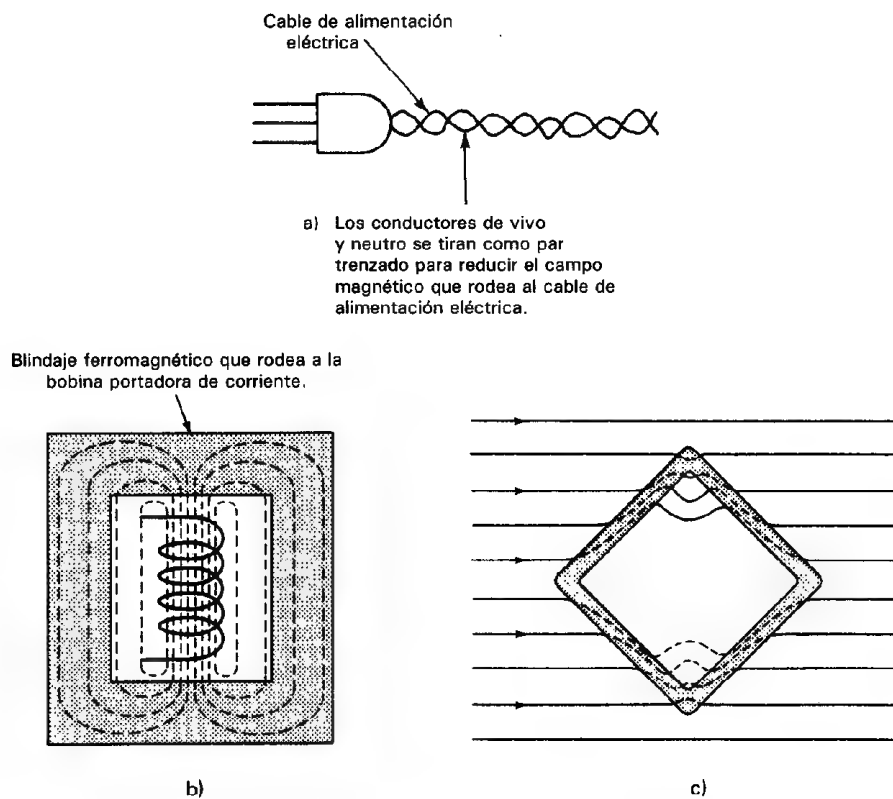 Cable de alimentación
eléctrica
a) Los conductores de vivo
y neutro se tiran como par
trenzado para reducir el campo
magnético que rodea al cable de
alimentación eléctrica.
Blindaje ferromagnético que rodea a la
bobina portadora de corriente.
b)
c)